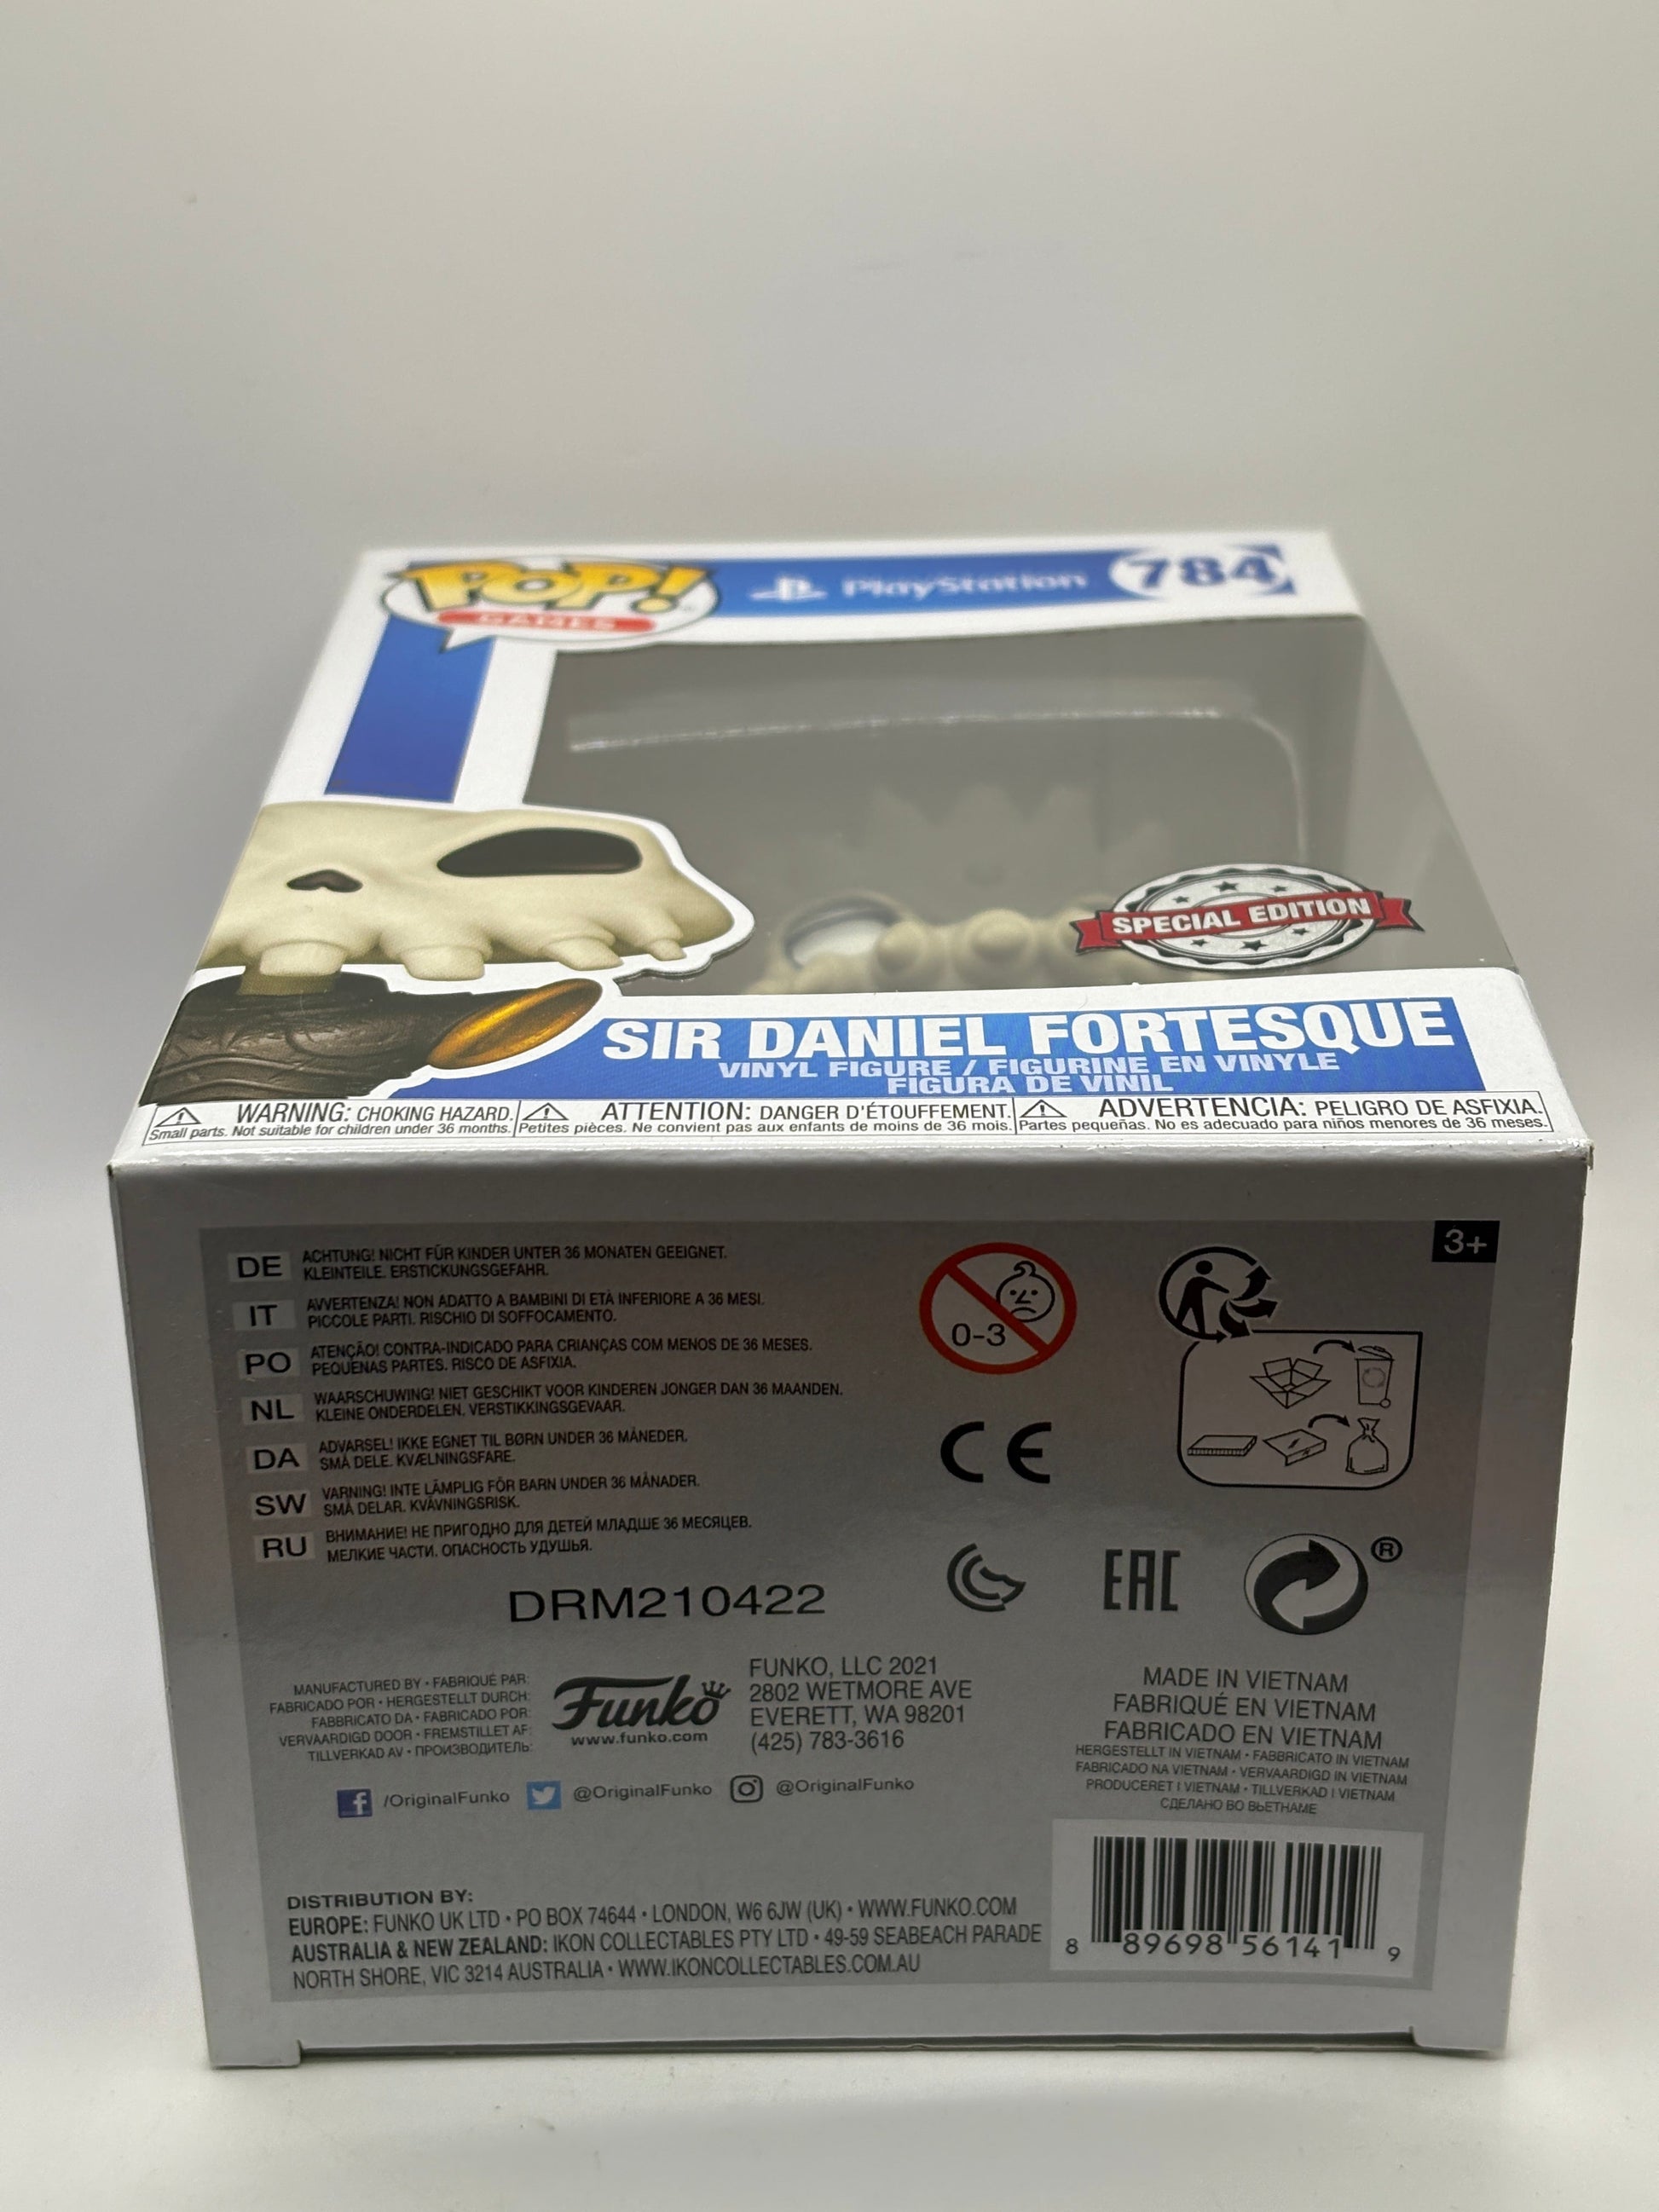 POP!
GAMES
PlayStation
784
SPECIAL EDITION
SIR DANIEL FORTESQUE
VINYL FIGURE / FIGURINE EN VINYLE
FIGURA DE VINIL
WARNING: CHOKING HAZARD.
Small parts. Not suitable for children under 36 months.
ATTENTION: DANGER D'ÉTOUFFEMENT.
Petites pièces. Ne convient pas aux enfants de moins de 36 mois.
ADVERTENCIA: PELIGRO DE ASFIXIA.
Partes pequeñas. No es adecuado para niños menores de 36 meses.
3+
DE ACHTUNG! NICHT FÜR KINDER UNTER 36 MONATEN GEEIGNET.
KLEINTEILE. ERSTICKUNGSGEFAHR.
IT AVVERTENZA! NON ADATTO A BAMBINI DI ETÀ INFERIORE A 36 MESI.
PICCOLE PARTI. RISCHIO DI SOFFOCAMENTO.
PO ATENÇÃO! CONTRA-INDICADO PARA CRIANÇAS COM MENOS DE 36 MESES.
PEQUENAS PARTES. RISCO DE ASFIXIA.
NL WAARSCHUWING! NIET GESCHIKT VOOR KINDEREN JONGER DAN 36 MAANDEN.
KLEINE ONDERDELEN, VERSTIKKINGSGEVAAR.
DA ADVARSEL! IKKE EGNET TIL BØRN UNDER 36 MÅNEDER.
SMÅ DELE. KVÆLNINGSFARE.
SW VARNING! INTE LÄMPLIG FÖR BARN UNDER 36 MÅNADER.
SMÅ DELAR. KVÄVNINGSRISK.
RU ВНИМАНИЕ! НЕ ПРИГОДНО ДЛЯ ДЕТЕЙ МЛАДШЕ 36 МЕСЯЦЕВ.
МЕЛКИЕ ЧАСТИ. ОПАСНОСТЬ УДУШЬЯ.
0-3
CE
EAC
®
DRM210422
MANUFACTURED BY • FABRIQUÉ PAR:
FABRICADO POR • HERGESTELLT DURCH:
FABBRICATO DA • FABRICADO POR:
VERVAARDIGD DOOR • FREMSTILLET AF:
TILLVERKAD AV • ПРОИЗВОДИТЕЛЬ:
Funko
www.funko.com
FUNKO, LLC 2021
2802 WETMORE AVE
EVERETT, WA 98201
(425) 783-3616
MADE IN VIETNAM
FABRIQUÉ EN VIETNAM
FABRICADO EN VIETNAM
HERGESTELLT IN VIETNAM • FABBRICATO IN VIETNAM
FABRICADO NA VIETNAM • VERVAARDIGD IN VIETNAM
PRODUCERET I VIETNAM • TILLVERKAD I VIETNAM
СДЕЛАНО ВО ВЬЕТНАМЕ
/OriginalFunko @OriginalFunko @OriginalFunko
DISTRIBUTION BY:
EUROPE: FUNKO UK LTD • PO BOX 74644 • LONDON, W6 6JW (UK) • WWW.FUNKO.COM
AUSTRALIA & NEW ZEALAND: IKON COLLECTABLES PTY LTD • 49-59 SEABEACH PARADE
NORTH SHORE, VIC 3214 AUSTRALIA • WWW.IKONCOLLECTABLES.COM.AU
8 89698 56141 9